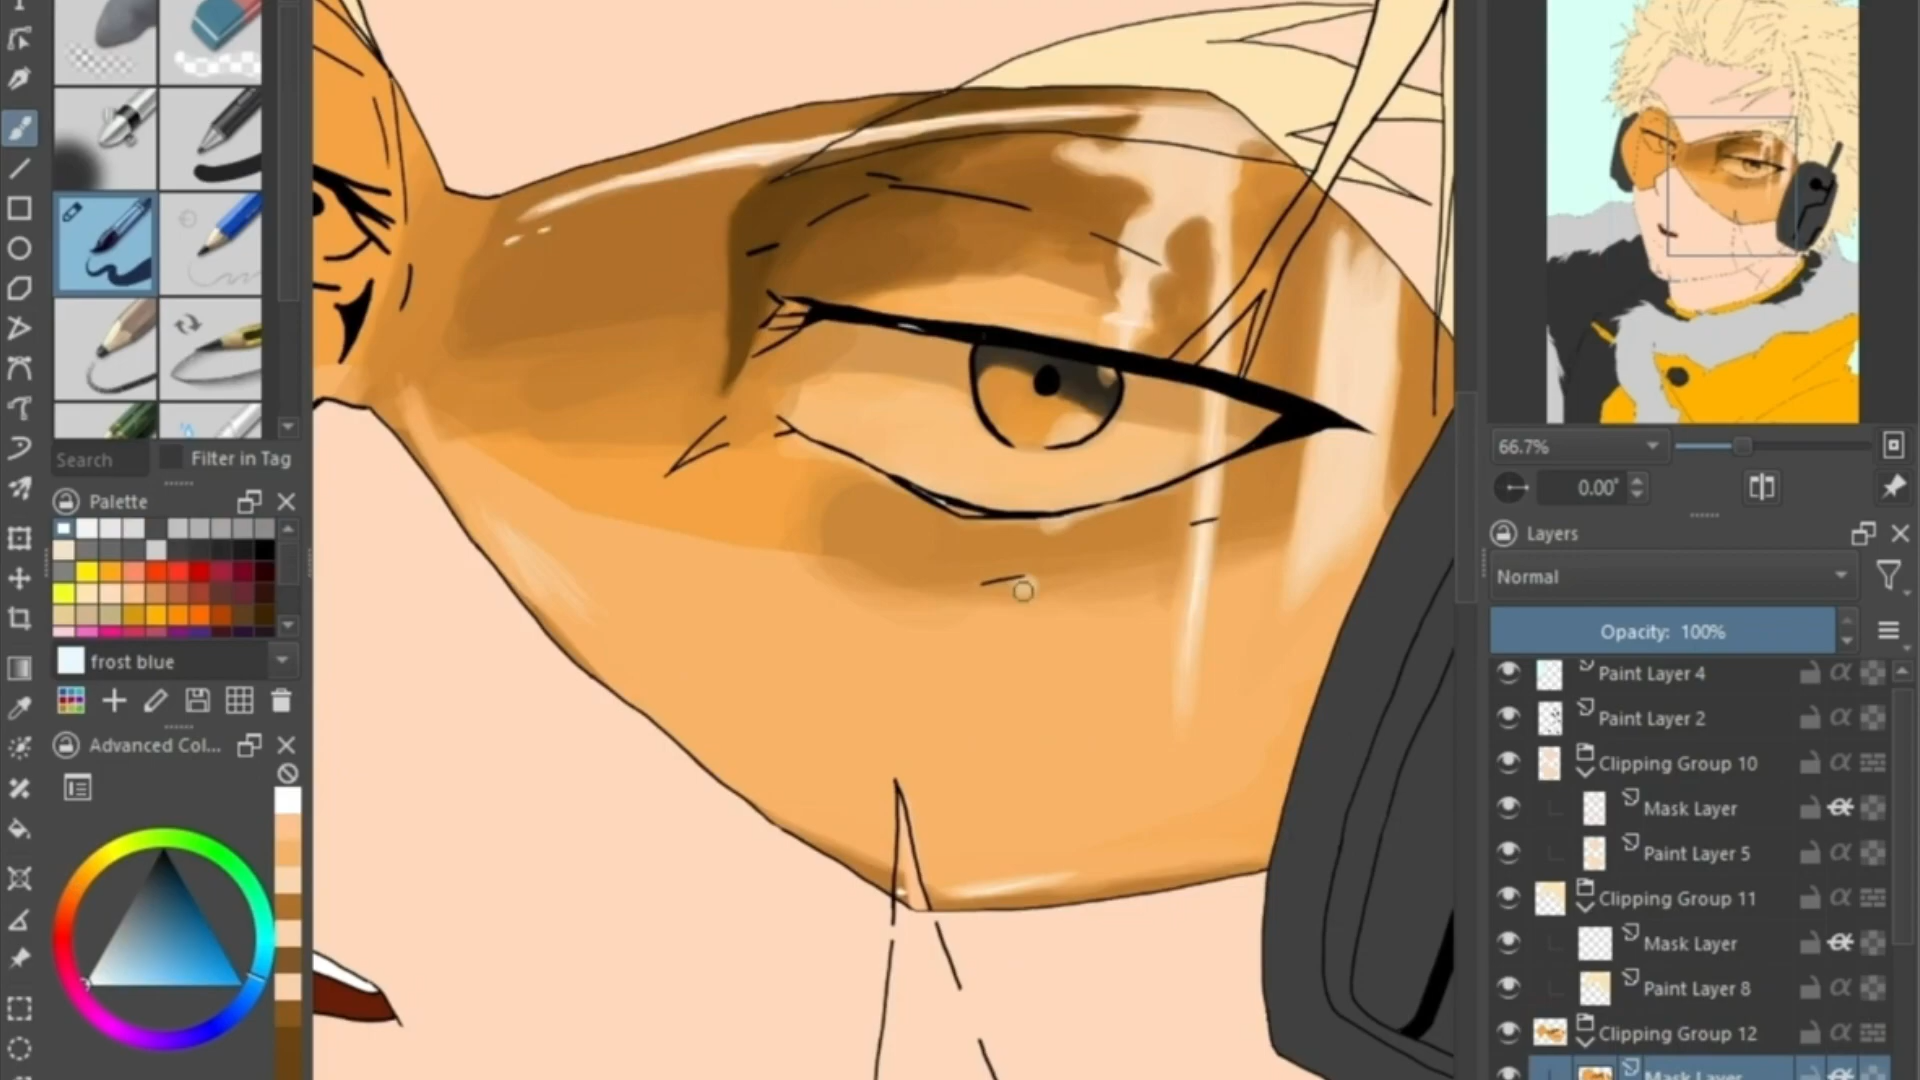 Search
Filter in Tag
Palette
frost blue
Advanced Col...
66.7%
0.00°
Layers
Normal
Opacity: 100%
Paint Layer 4
Paint Layer 2
Clipping Group 10
Mask Layer
Paint Layer 5
Clipping Group 11
Mask Layer
Paint Layer 8
Clipping Group 12
Mask Layer